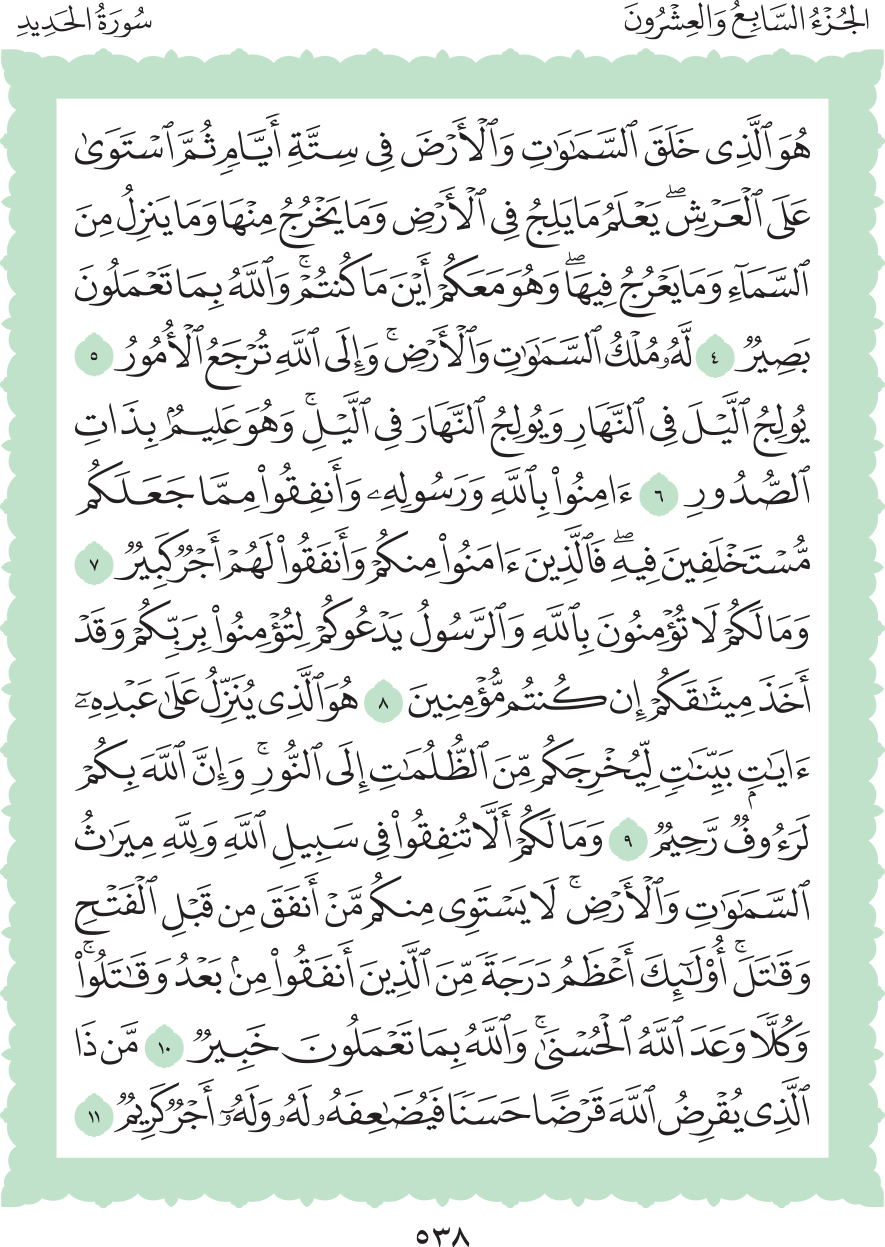 الجُزْءُ السَّابِعُ وَالعِشْرُونَ
سُورَةُ الحَدِيدِ
هُوَ ٱلَّذِى خَلَقَ ٱلسَّمَٰوَٰتِ وَٱلْأَرْضَ فِى سِتَّةِ أَيَّامٍ ثُمَّ ٱسْتَوَىٰ
عَلَى ٱلْعَرْشِ ۖ يَعْلَمُ مَا يَلِجُ فِى ٱلْأَرْضِ وَمَا يَخْرُجُ مِنْهَا وَمَا يَنزِلُ مِنَ
ٱلسَّمَآءِ وَمَا يَعْرُجُ فِيهَا ۖ وَهُوَ مَعَكُمْ أَيْنَ مَا كُنتُمْ ۚ وَٱللَّهُ بِمَا تَعْمَلُونَ
بَصِيرٌ ٤ لَّهُۥ مُلْكُ ٱلسَّمَٰوَٰتِ وَٱلْأَرْضِ ۚ وَإِلَى ٱللَّهِ تُرْجَعُ ٱلْأُمُورُ ٥
يُولِجُ ٱلَّيْلَ فِى ٱلنَّهَارِ وَيُولِجُ ٱلنَّهَارَ فِى ٱلَّيْلِ ۚ وَهُوَ عَلِيمٌۢ بِذَاتِ
ٱلصُّدُورِ ٦ ءَامِنُوا۟ بِٱللَّهِ وَرَسُولِهِۦ وَأَنفِقُوا۟ مِمَّا جَعَلَكُم
مُّسْتَخْلَفِينَ فِيهِ ۖ فَٱلَّذِينَ ءَامَنُوا۟ مِنكُمْ وَأَنفَقُوا۟ لَهُمْ أَجْرٌ كَبِيرٌ ٧
وَمَا لَكُمْ لَا تُؤْمِنُونَ بِٱللَّهِ وَٱلرَّسُولُ يَدْعُوكُمْ لِتُؤْمِنُوا۟ بِرَبِّكُمْ وَقَدْ
أَخَذَ مِيثَٰقَكُمْ إِن كُنتُم مُّؤْمِنِينَ ٨ هُوَ ٱلَّذِى يُنَزِّلُ عَلَىٰ عَبْدِهِۦٓ
ءَايَٰتٍۭ بَيِّنَٰتٍ لِّيُخْرِجَكُم مِّنَ ٱلظُّلُمَٰتِ إِلَى ٱلنُّورِ ۚ وَإِنَّ ٱللَّهَ بِكُمْ
لَرَءُوفٌ رَّحِيمٌ ٩ وَمَا لَكُمْ أَلَّا تُنفِقُوا۟ فِى سَبِيلِ ٱللَّهِ وَلِلَّهِ مِيرَٰثُ
ٱلسَّمَٰوَٰتِ وَٱلْأَرْضِ ۚ لَا يَسْتَوِى مِنكُم مَّنْ أَنفَقَ مِن قَبْلِ ٱلْفَتْحِ
وَقَٰتَلَ ۚ أُو۟لَٰٓئِكَ أَعْظَمُ دَرَجَةً مِّنَ ٱلَّذِينَ أَنفَقُوا۟ مِنۢ بَعْدُ وَقَٰتَلُوا۟ ۚ
وَكُلًّا وَعَدَ ٱللَّهُ ٱلْحُسْنَىٰ ۚ وَٱللَّهُ بِمَا تَعْمَلُونَ خَبِيرٌ ١٠ مَّن ذَا
ٱلَّذِى يُقْرِضُ ٱللَّهَ قَرْضًا حَسَنًا فَيُضَٰعِفَهُۥ لَهُۥ وَلَهُۥٓ أَجْرٌ كَرِيمٌ ١١
٥٣٨